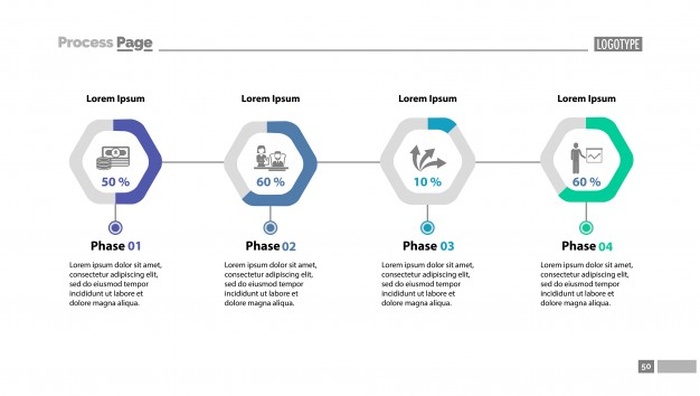 Process Page
LOGOTYPE
Lorem Ipsum
50 %
Phase 01
Lorem ipsum dolor sit amet,
consectetur adipiscing elit,
sed do eiusmod tempor
incididunt ut labore et
dolore magna aliqua.
Lorem Ipsum
60 %
Phase 02
Lorem ipsum dolor sit amet,
consectetur adipiscing elit,
sed do eiusmod tempor
incididunt ut labore et
dolore magna aliqua.
Lorem Ipsum
10 %
Phase 03
Lorem ipsum dolor sit amet,
consectetur adipiscing elit,
sed do eiusmod tempor
incididunt ut labore et
dolore magna aliqua.
Lorem Ipsum
60 %
Phase 04
Lorem ipsum dolor sit amet,
consectetur adipiscing elit,
sed do eiusmod tempor
incididunt ut labore et
dolore magna aliqua.
50